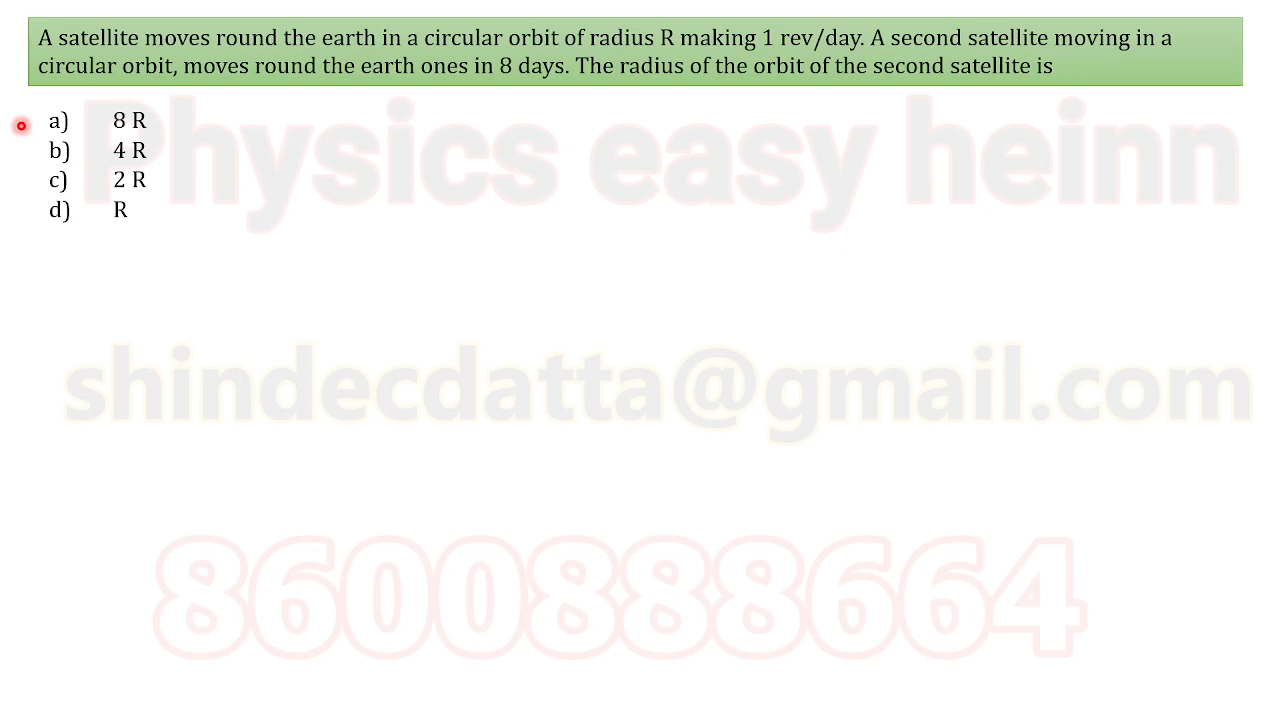 A satellite moves round the earth in a circular orbit of radius R making 1 rev/day. A second satellite moving in a
circular orbit, moves round the earth ones in 8 days. The radius of the orbit of the second satellite is
a) 8 R
b) 4 R
c) 2 R
d) R
Physics easy heinn
shindecdatta@gmail.com
8600888664